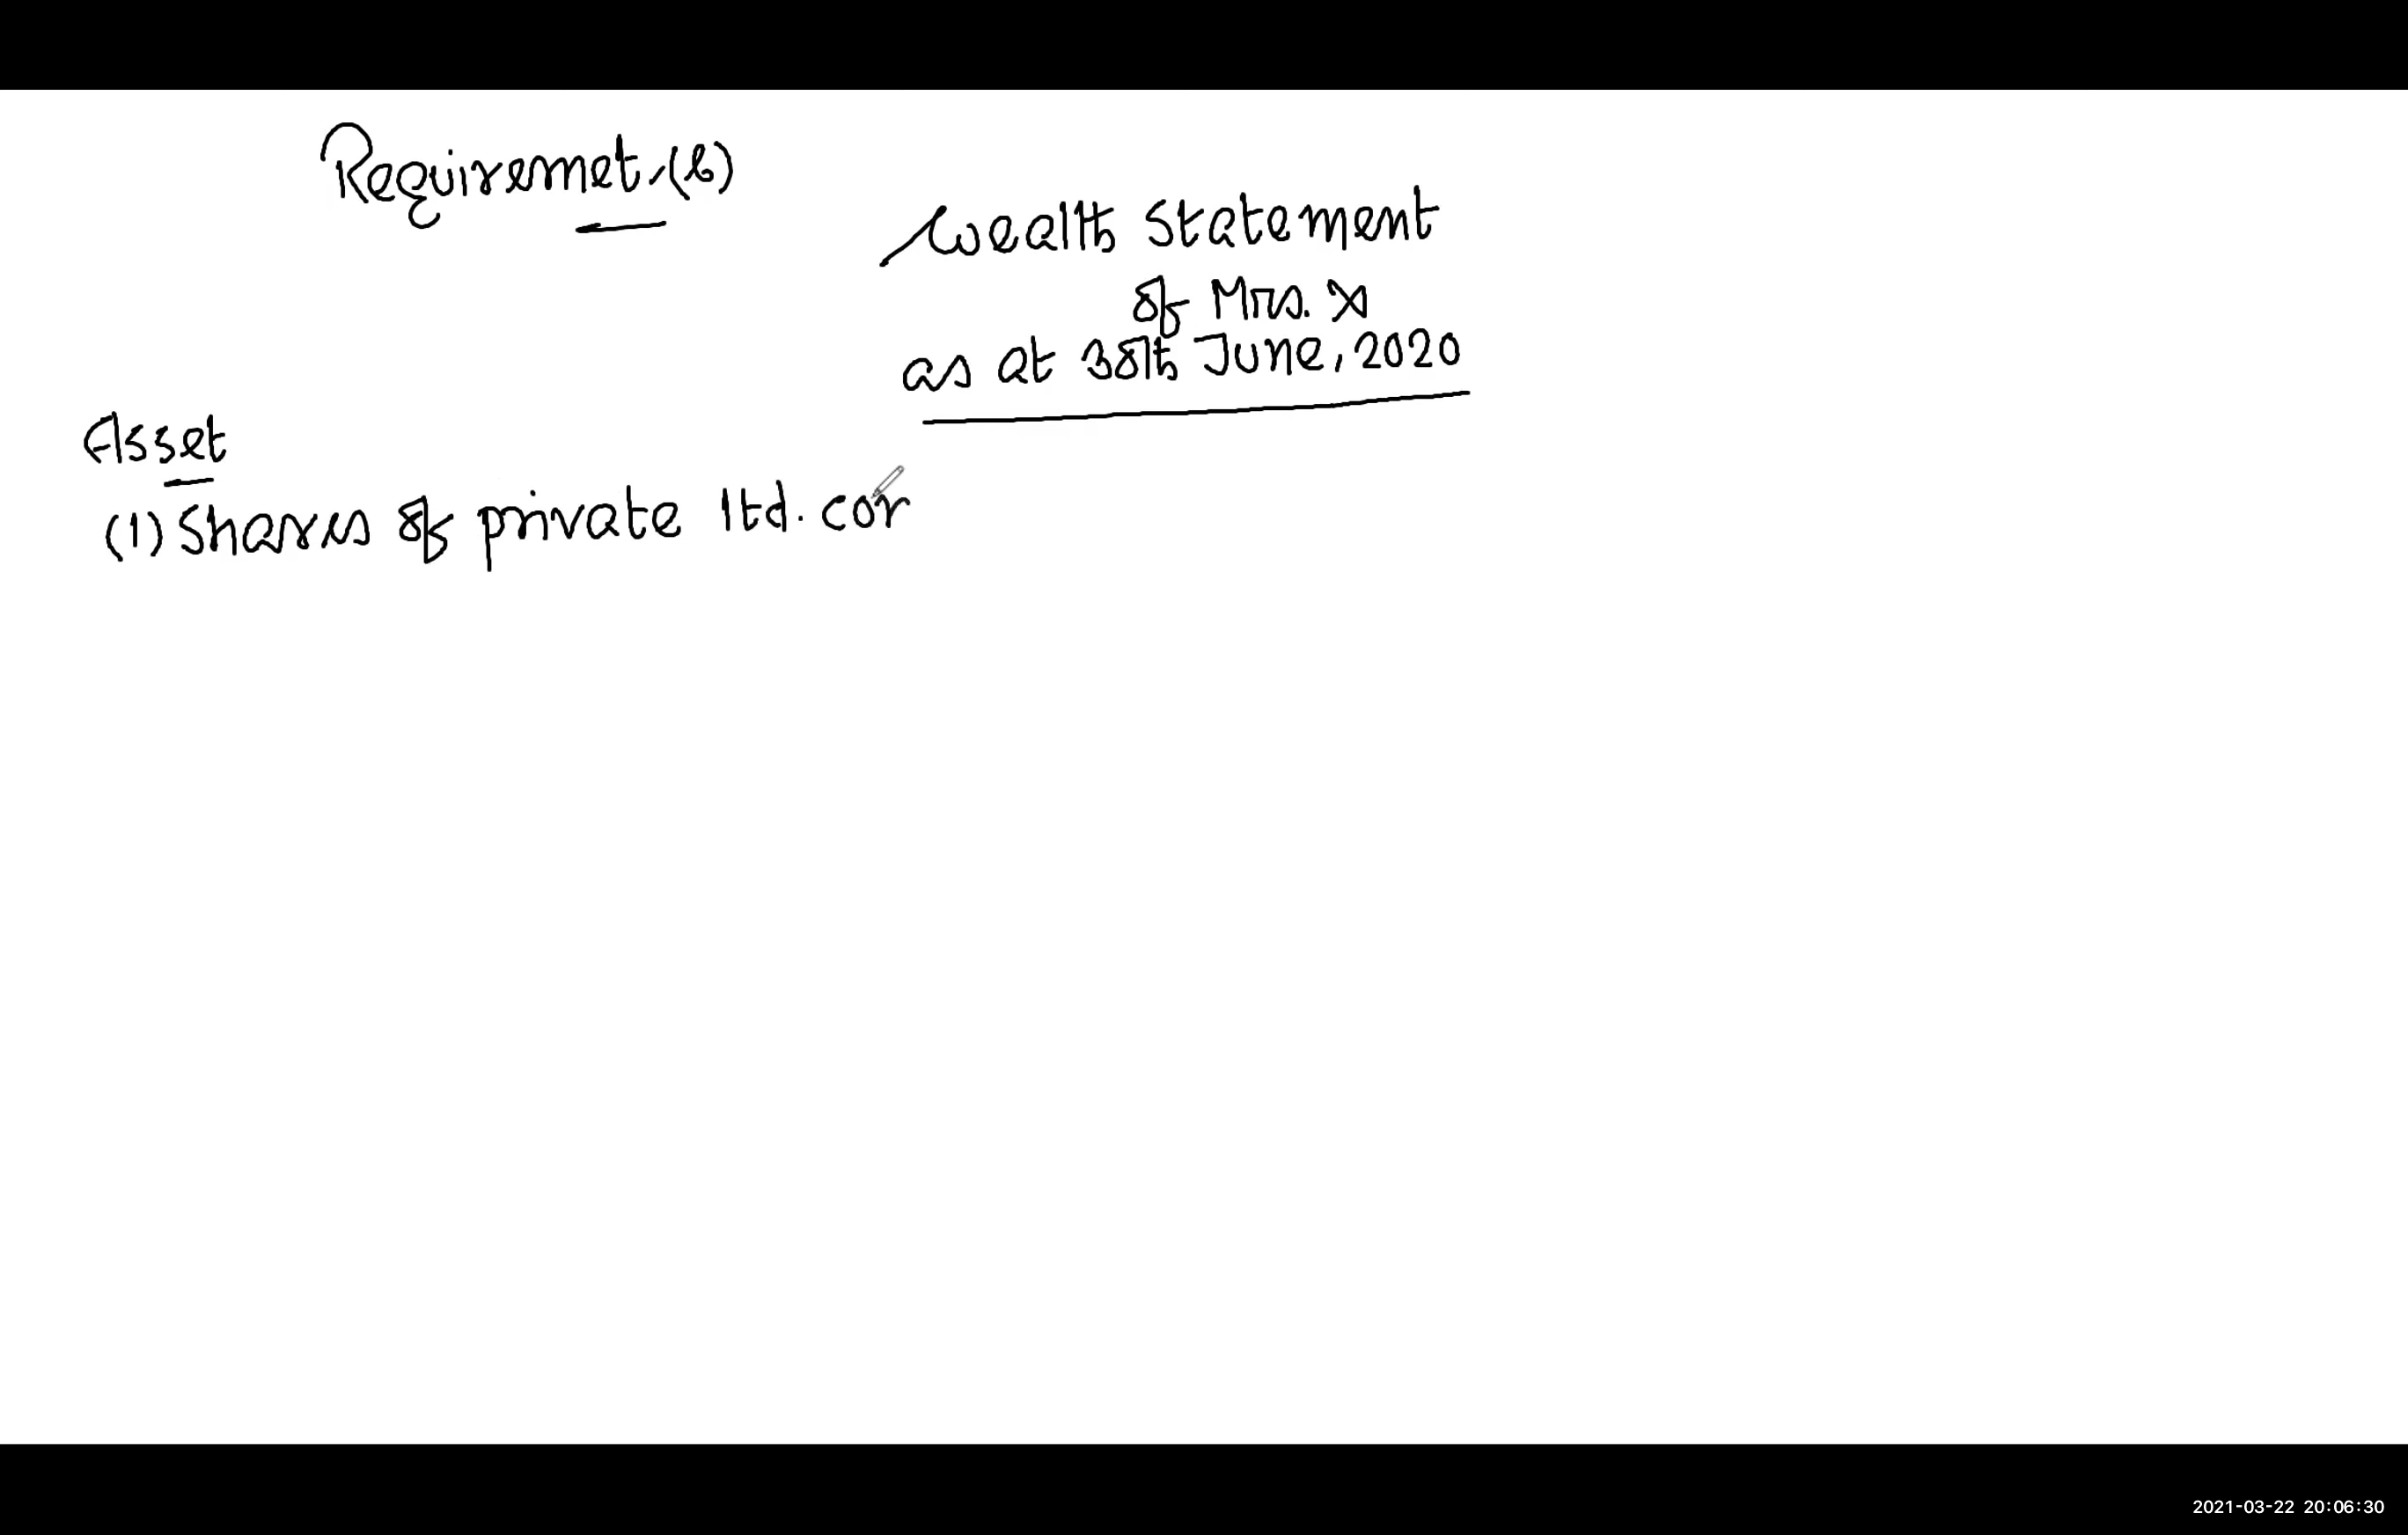 Requiremet-(b)
Wealth Statement
of Mrs. X
as at 30th June, 2020
Asset
(1) Shares of private ltd. com
2021-03-22 20:06:30